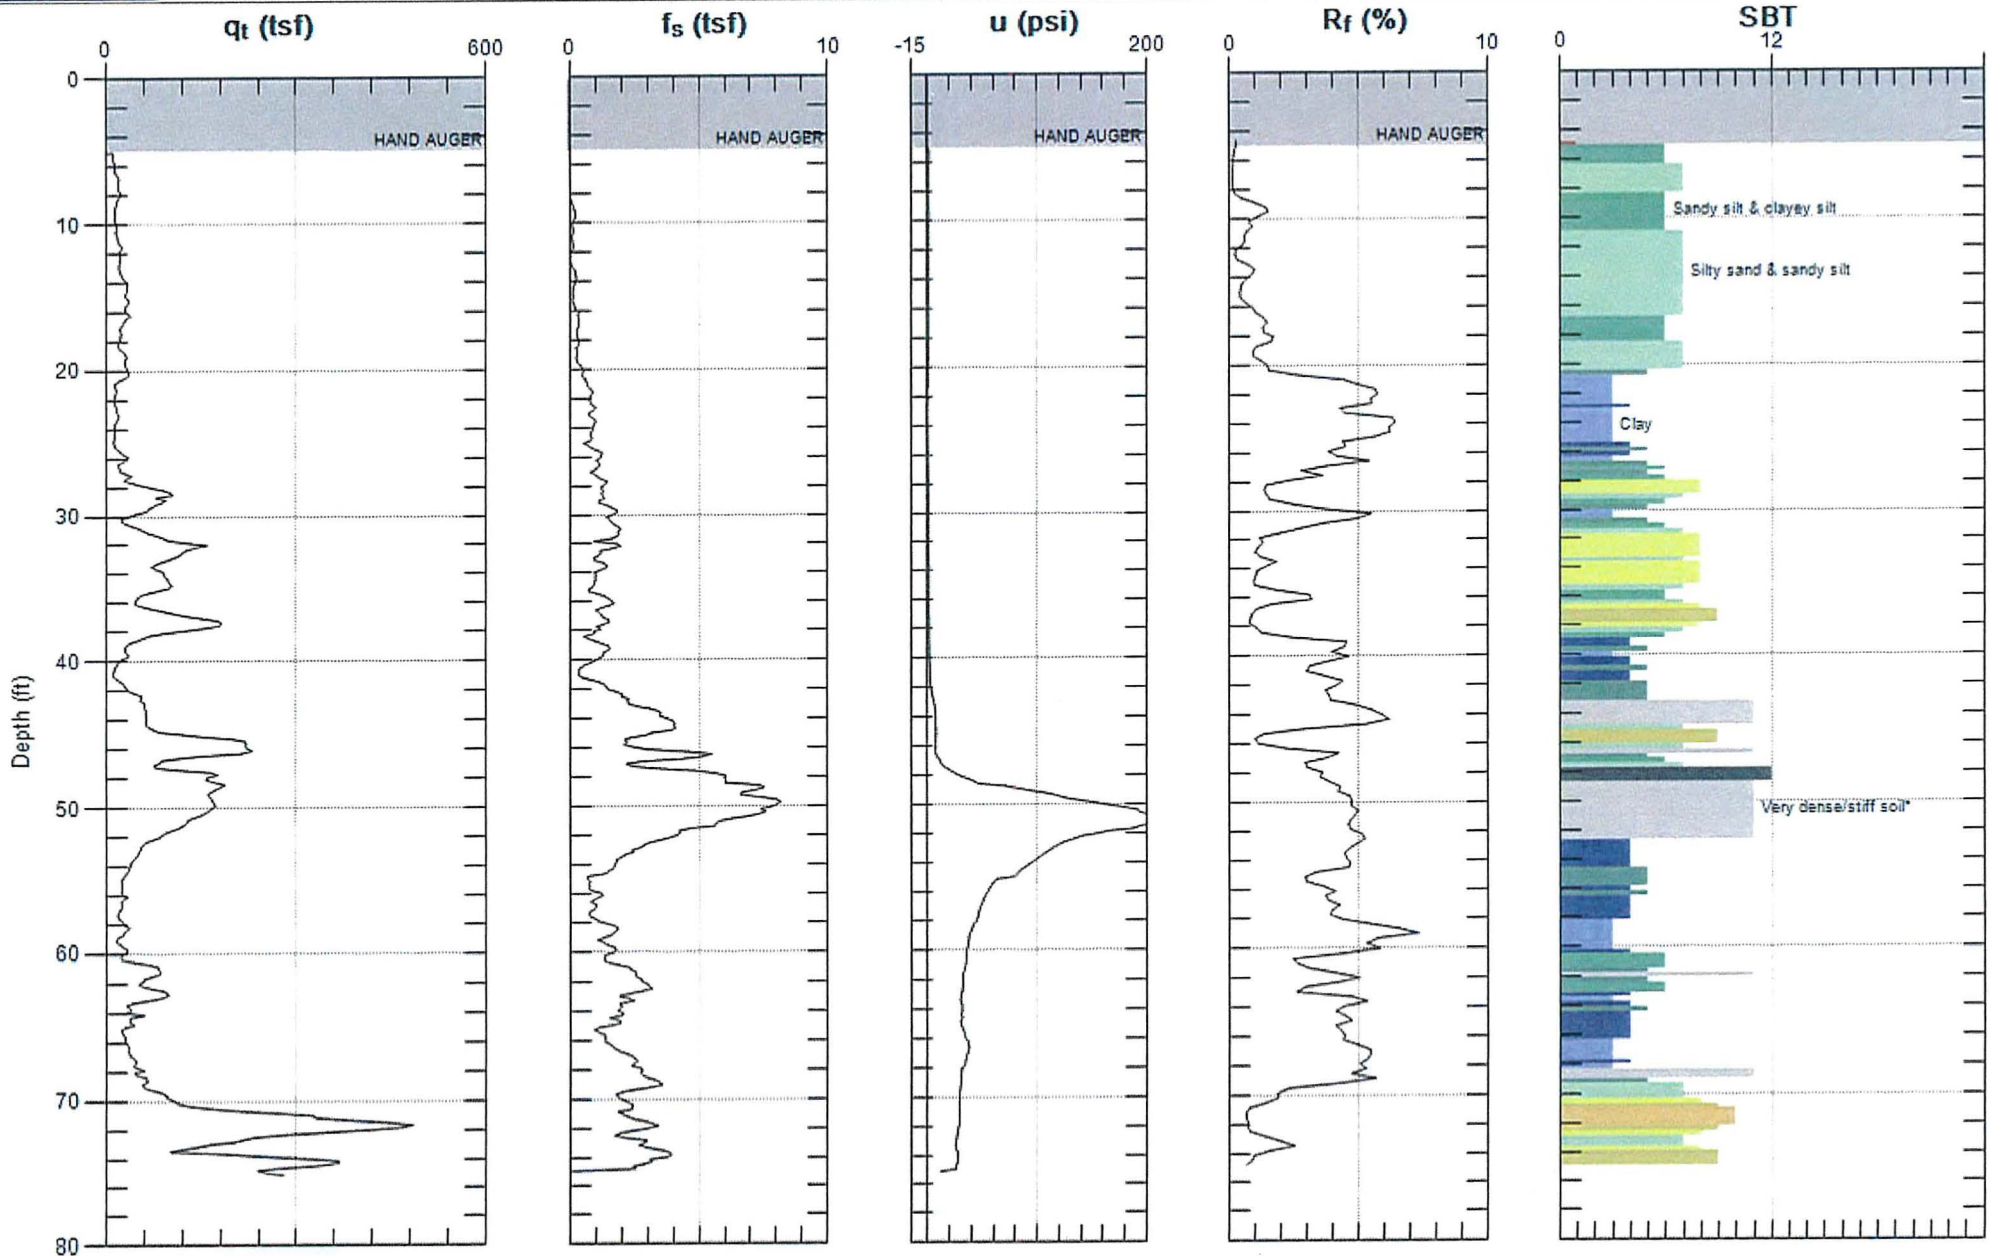 qt (tsf) fs (tsf) u (psi) Rf (%) SBT
0 600 0 10 -15 200 0 10 0 12
0
HAND AUGER HAND AUGER HAND AUGER HAND AUGER
10
Sandy silt & clayey silt
Silty sand & sandy silt
20
Clay
30
40
Depth (ft)
50
Very dense/stiff soil*
60
70
80